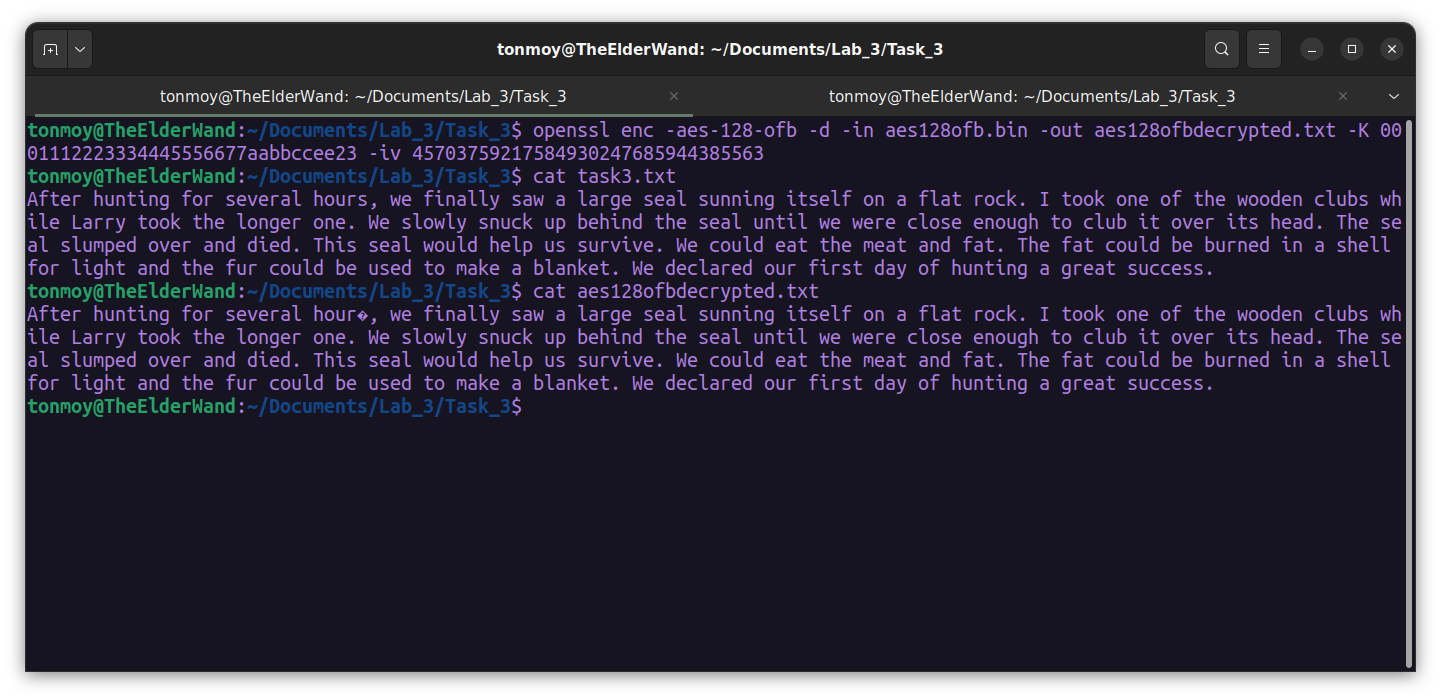 tonmoy@TheElderWand: ~/Documents/Lab_3/Task_3
tonmoy@TheElderWand: ~/Documents/Lab_3/Task_3 tonmoy@TheElderWand: ~/Documents/Lab_3/Task_3
tonmoy@TheElderWand:~/Documents/Lab_3/Task_3$ openssl enc -aes-128-ofb -d -in aes128ofb.bin -out aes128ofbdecrypted.txt -K 00
0111222333444555​6677aabbccee23 -iv 45703759217584930247685944385563
tonmoy@TheElderWand:~/Documents/Lab_3/Task_3$ cat task3.txt
After hunting for several hours, we finally saw a large seal sunning itself on a flat rock. I took one of the wooden clubs wh
ile Larry took the longer one. We slowly snuck up behind the seal until we were close enough to club it over its head. The se
al slumped over and died. This seal would help us survive. We could eat the meat and fat. The fat could be burned in a shell
for light and the fur could be used to make a blanket. We declared our first day of hunting a great success.
tonmoy@TheElderWand:~/Documents/Lab_3/Task_3$ cat aes128ofbdecrypted.txt
After hunting for several hour�, we finally saw a large seal sunning itself on a flat rock. I took one of the wooden clubs wh
ile Larry took the longer one. We slowly snuck up behind the seal until we were close enough to club it over its head. The se
al slumped over and died. This seal would help us survive. We could eat the meat and fat. The fat could be burned in a shell
for light and the fur could be used to make a blanket. We declared our first day of hunting a great success.
tonmoy@TheElderWand:~/Documents/Lab_3/Task_3$